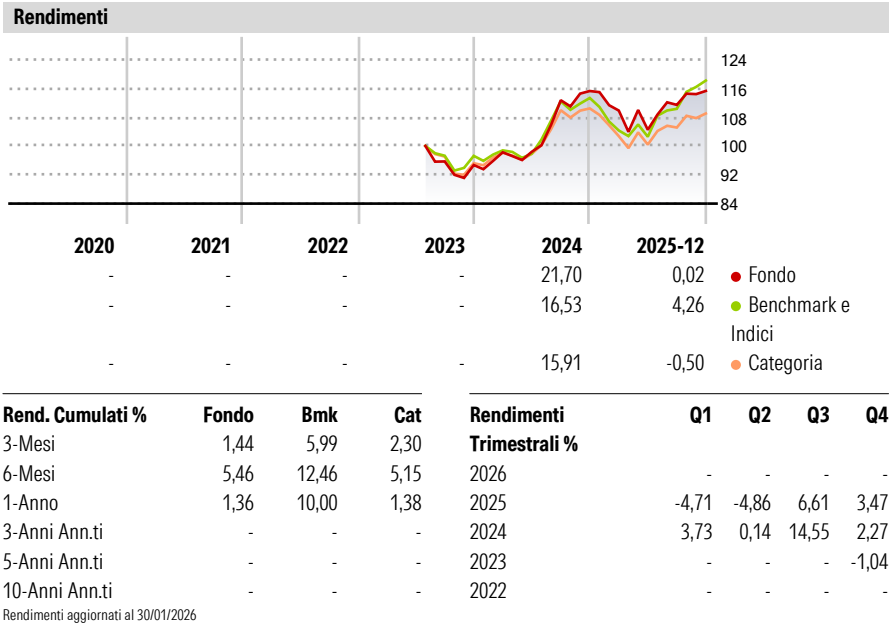 Rendimenti
124
116
108
100
92
84
2020 2021 2022 2023 2024 2025-12
- - - - 21,70 0,02 Fondo
- - - - 16,53 4,26 Benchmark e
Indici
- - - - 15,91 -0,50 Categoria
Rend. Cumulati % Fondo Bmk Cat
3-Mesi 1,44 5,99 2,30
6-Mesi 5,46 12,46 5,15
1-Anno 1,36 10,00 1,38
3-Anni Ann.ti - - -
5-Anni Ann.ti - - -
10-Anni Ann.ti - - -
Rendimenti Q1 Q2 Q3 Q4
Trimestrali %
2026 - - - -
2025 -4,71 -4,86 6,61 3,47
2024 3,73 0,14 14,55 2,27
2023 - - - -1,04
2022 - - - -
Rendimenti aggiornati al 30/01/2026